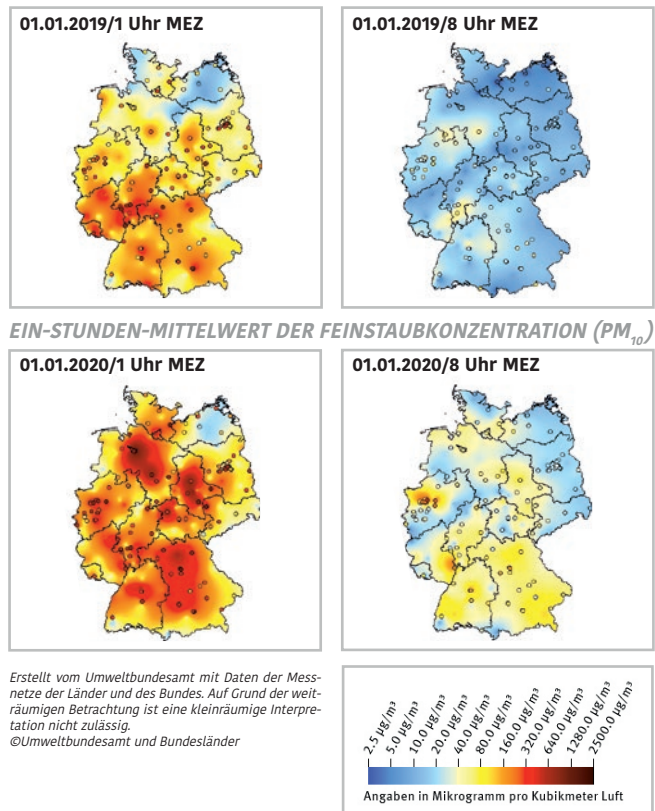 01.01.2019/1 Uhr MEZ
01.01.2019/8 Uhr MEZ
EIN-STUNDEN-MITTELWERT DER FEINSTAUBKONZENTRATION (PM₁₀)
01.01.2020/1 Uhr MEZ
01.01.2020/8 Uhr MEZ
Erstellt vom Umweltbundesamt mit Daten der Mess-
netze der Länder und des Bundes. Auf Grund der weit-
räumigen Betrachtung ist eine kleinräumige Interpre-
tation nicht zulässig.
©Umweltbundesamt und Bundesländer
2.5 µg/m³
5.0 µg/m³
10.0 µg/m³
20.0 µg/m³
40.0 µg/m³
80.0 µg/m³
160.0 µg/m³
320.0 µg/m³
640.0 µg/m³
1280.0 µg/m³
2500.0 µg/m³
Angaben in Mikrogramm pro Kubikmeter Luft